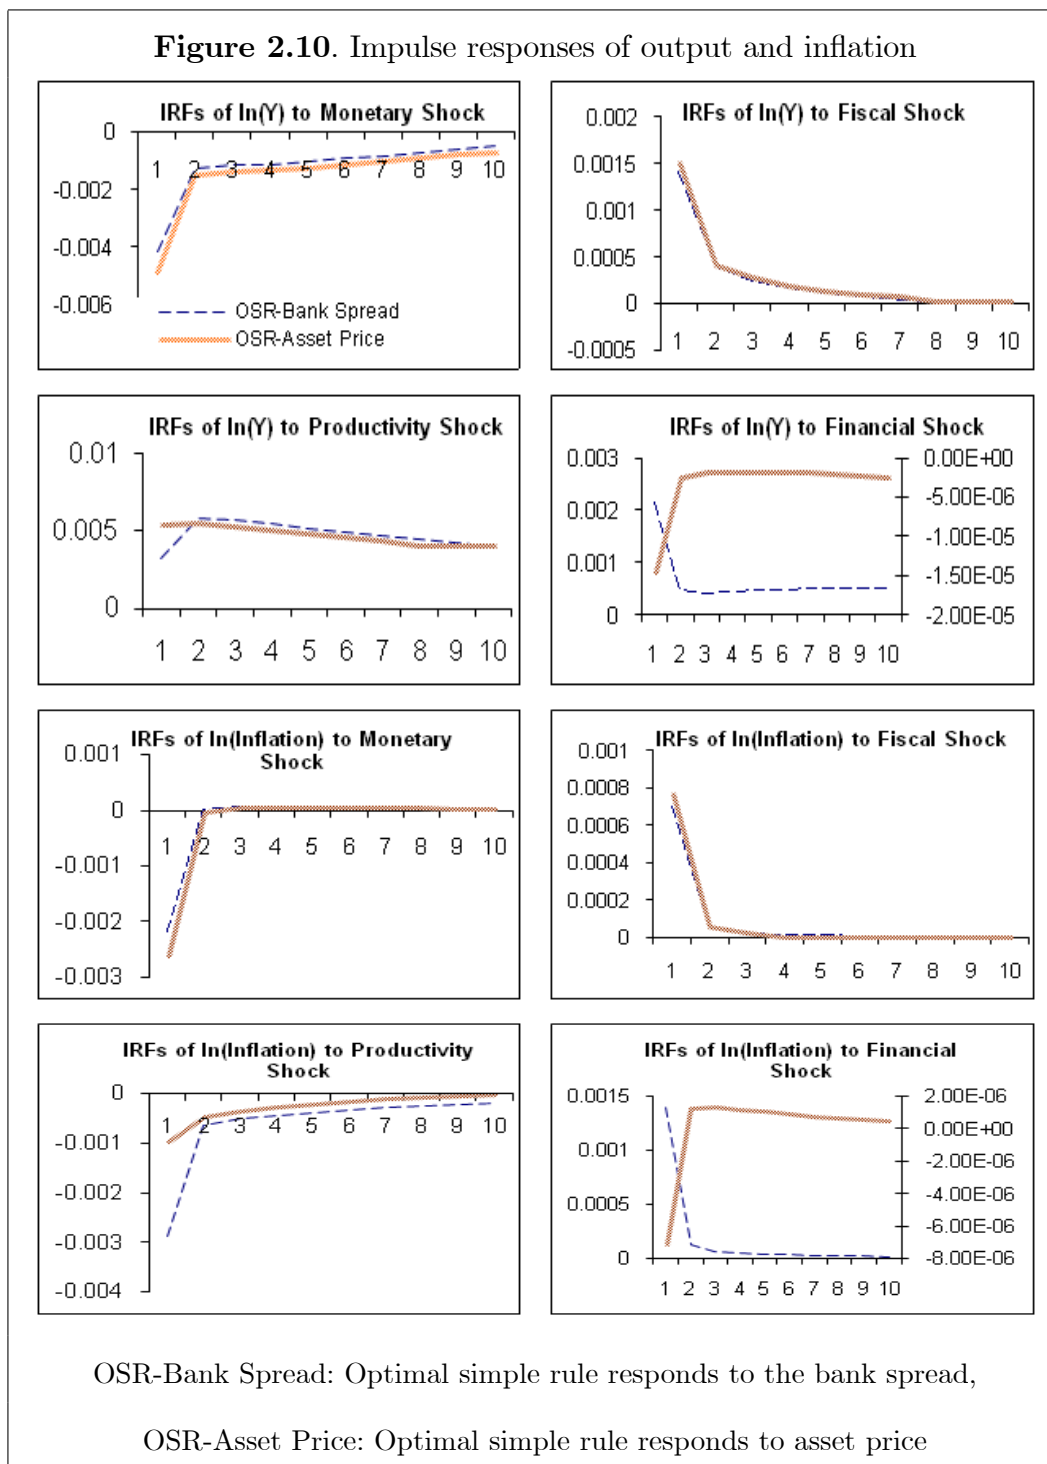 Figure 2.10. Impulse responses of output and inflation
IRFs of ln(Y) to Monetary Shock
0
-0.002
-0.004
-0.006
1 2 3 4 5 6 7 8 9 10
OSR-Bank Spread
OSR-Asset Price
IRFs of ln(Y) to Fiscal Shock
0.002
0.0015
0.001
0.0005
0
-0.0005
1 2 3 4 5 6 7 8 9 10
IRFs of ln(Y) to Productivity Shock
0.01
0.005
0
1 2 3 4 5 6 7 8 9 10
IRFs of ln(Y) to Financial Shock
0.003
0.002
0.001
0
0.00E+00
-5.00E-06
-1.00E-05
-1.50E-05
-2.00E-05
1 2 3 4 5 6 7 8 9 10
IRFs of ln(Inflation) to Monetary
Shock
0.001
0
-0.001
-0.002
-0.003
1 2 3 4 5 6 7 8 9 10
IRFs of ln(Inflation) to Fiscal Shock
0.001
0.0008
0.0006
0.0004
0.0002
0
1 2 3 4 5 6 7 8 9 10
IRFs of ln(Inflation) to Productivity
Shock
0
-0.001
-0.002
-0.003
-0.004
1 2 3 4 5 6 7 8 9 10
IRFs of ln(Inflation) to Financial
Shock
0.0015
0.001
0.0005
0
2.00E-06
0.00E+00
-2.00E-06
-4.00E-06
-6.00E-06
-8.00E-06
1 2 3 4 5 6 7 8 9 10
OSR-Bank Spread: Optimal simple rule responds to the bank spread,
OSR-Asset Price: Optimal simple rule responds to asset price